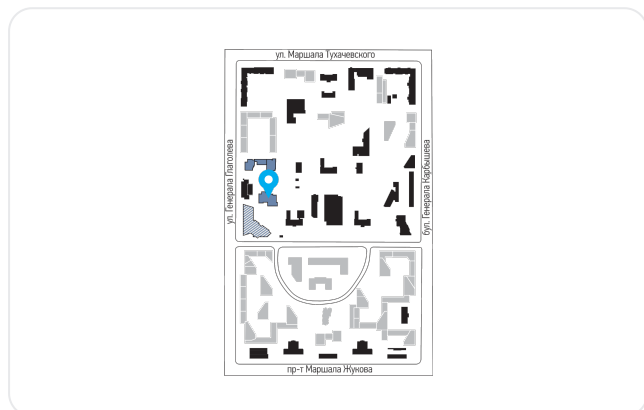 ул. Маршала Тухачевского
ул. Генерала Глаголева
бул. Генерала Карбышева
пр-т Маршала Жукова